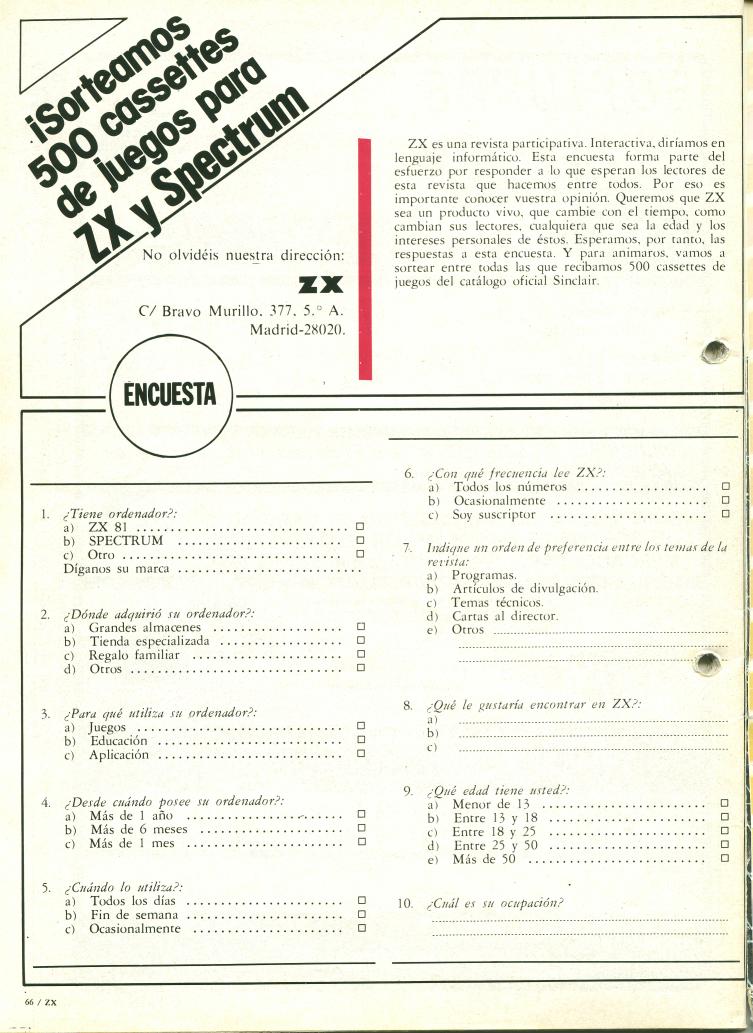 ¡Sorteamos
500 cassettes
de juegos para
ZX y Spectrum
No olvidéis nuestra dirección:
ZX
C/ Bravo Murillo, 377, 5.° A.
Madrid-28020.
ZX es una revista participativa. Interactiva, diríamos en
lenguaje informático. Esta encuesta forma parte del
esfuerzo por responder a lo que esperan los lectores de
esta revista que hacemos entre todos. Por eso es
importante conocer vuestra opinión. Queremos que ZX
sea un producto vivo, que cambie con el tiempo, como
cambian sus lectores, cualquiera que sea la edad y los
intereses personales de éstos. Esperamos, por tanto, las
respuestas a esta encuesta. Y para animaros, vamos a
sortear entre todas las que recibamos 500 cassettes de
juegos del catálogo oficial Sinclair.
ENCUESTA
1. ¿Tiene ordenador?:
a) ZX 81 ............................... □
b) SPECTRUM ........................ □
c) Otro ................................ □
Díganos su marca ...........................
2. ¿Dónde adquirió su ordenador?:
a) Grandes almacenes ................... □
b) Tienda especializada .................. □
c) Regalo familiar ...................... □
d) Otros ............................... □
3. ¿Para qué utiliza su ordenador?:
a) Juegos .............................. □
b) Educación ........................... □
c) Aplicación ........................... □
4. ¿Desde cuándo posee su ordenador?:
a) Más de 1 año ....................... □
b) Más de 6 meses ..................... □
c) Más de 1 mes ....................... □
5. ¿Cuándo lo utiliza?:
a) Todos los días ....................... □
b) Fin de semana ....................... □
c) Ocasionalmente ...................... □
6. ¿Con qué frecuencia lee ZX?:
a) Todos los números ................... □
b) Ocasionalmente ...................... □
c) Soy suscriptor ....................... □
7. Indique un orden de preferencia entre los temas de la
revista:
a) Programas.
b) Artículos de divulgación.
c) Temas técnicos.
d) Cartas al director.
e) Otros ........................................
8. ¿Qué le gustaría encontrar en ZX?:
a) ........................................
b) ........................................
c) ........................................
9. ¿Qué edad tiene usted?:
a) Menor de 13 ........................ □
b) Entre 13 y 18 ....................... □
c) Entre 18 y 25 ....................... □
d) Entre 25 y 50 ....................... □
e) Más de 50 .......................... □
10. ¿Cuál es su ocupación?
66 / ZX